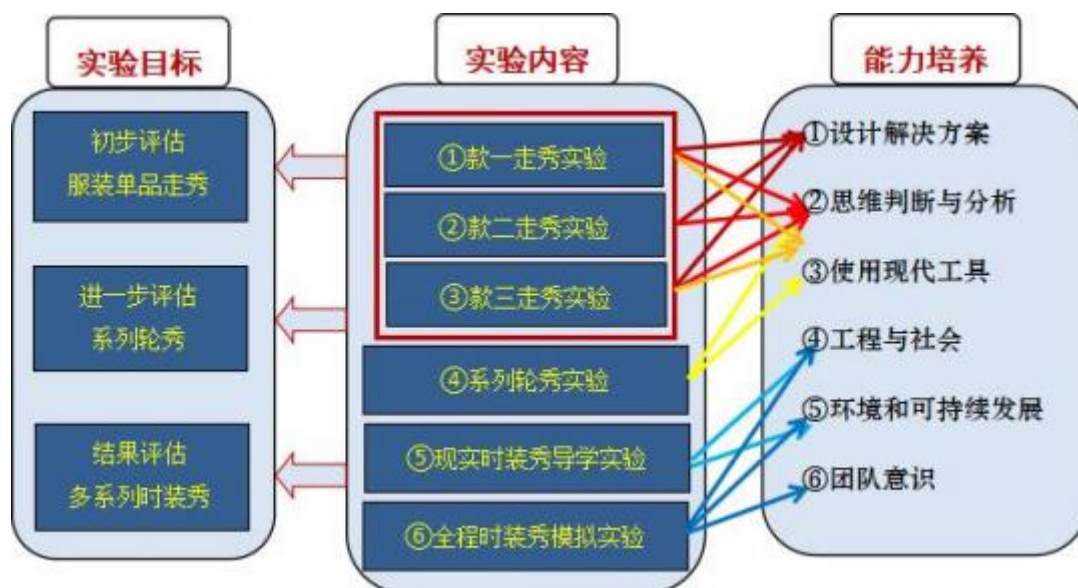 实验目标
初步评估
服装单品走秀
进一步评估
系列轮秀
结果评估
多系列时装秀
实验内容
①款一走秀实验
②款二走秀实验
③款三走秀实验
④系列轮秀实验
⑤现实时装秀导学实验
⑥全程时装秀模拟实验
能力培养
①设计解决方案
②思维判断与分析
③使用现代工具
④工程与社会
⑤环境和可持续发展
⑥团队意识